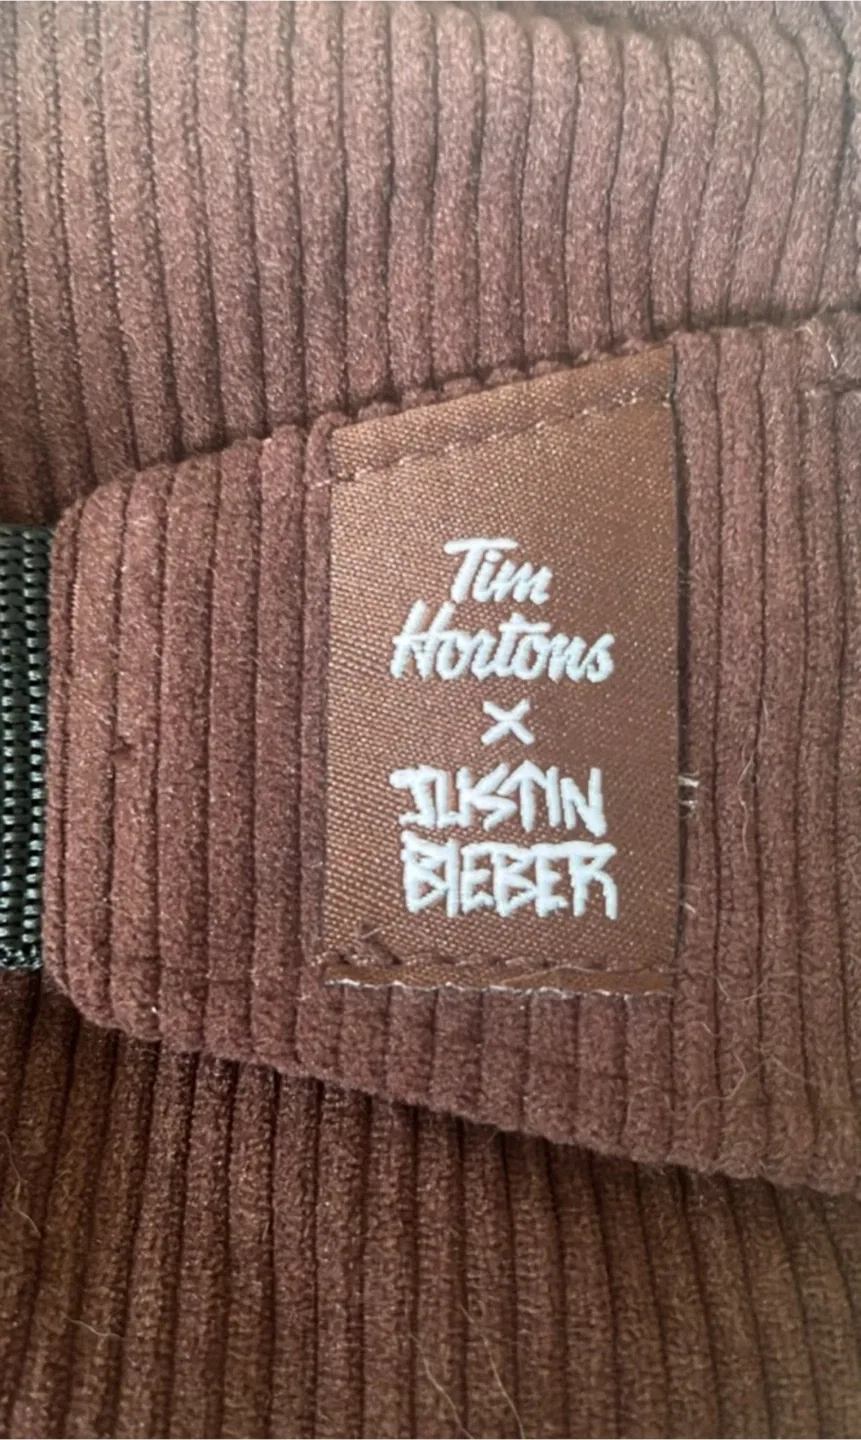 Tim
Hortons
X
JUSTIN
BIEBER